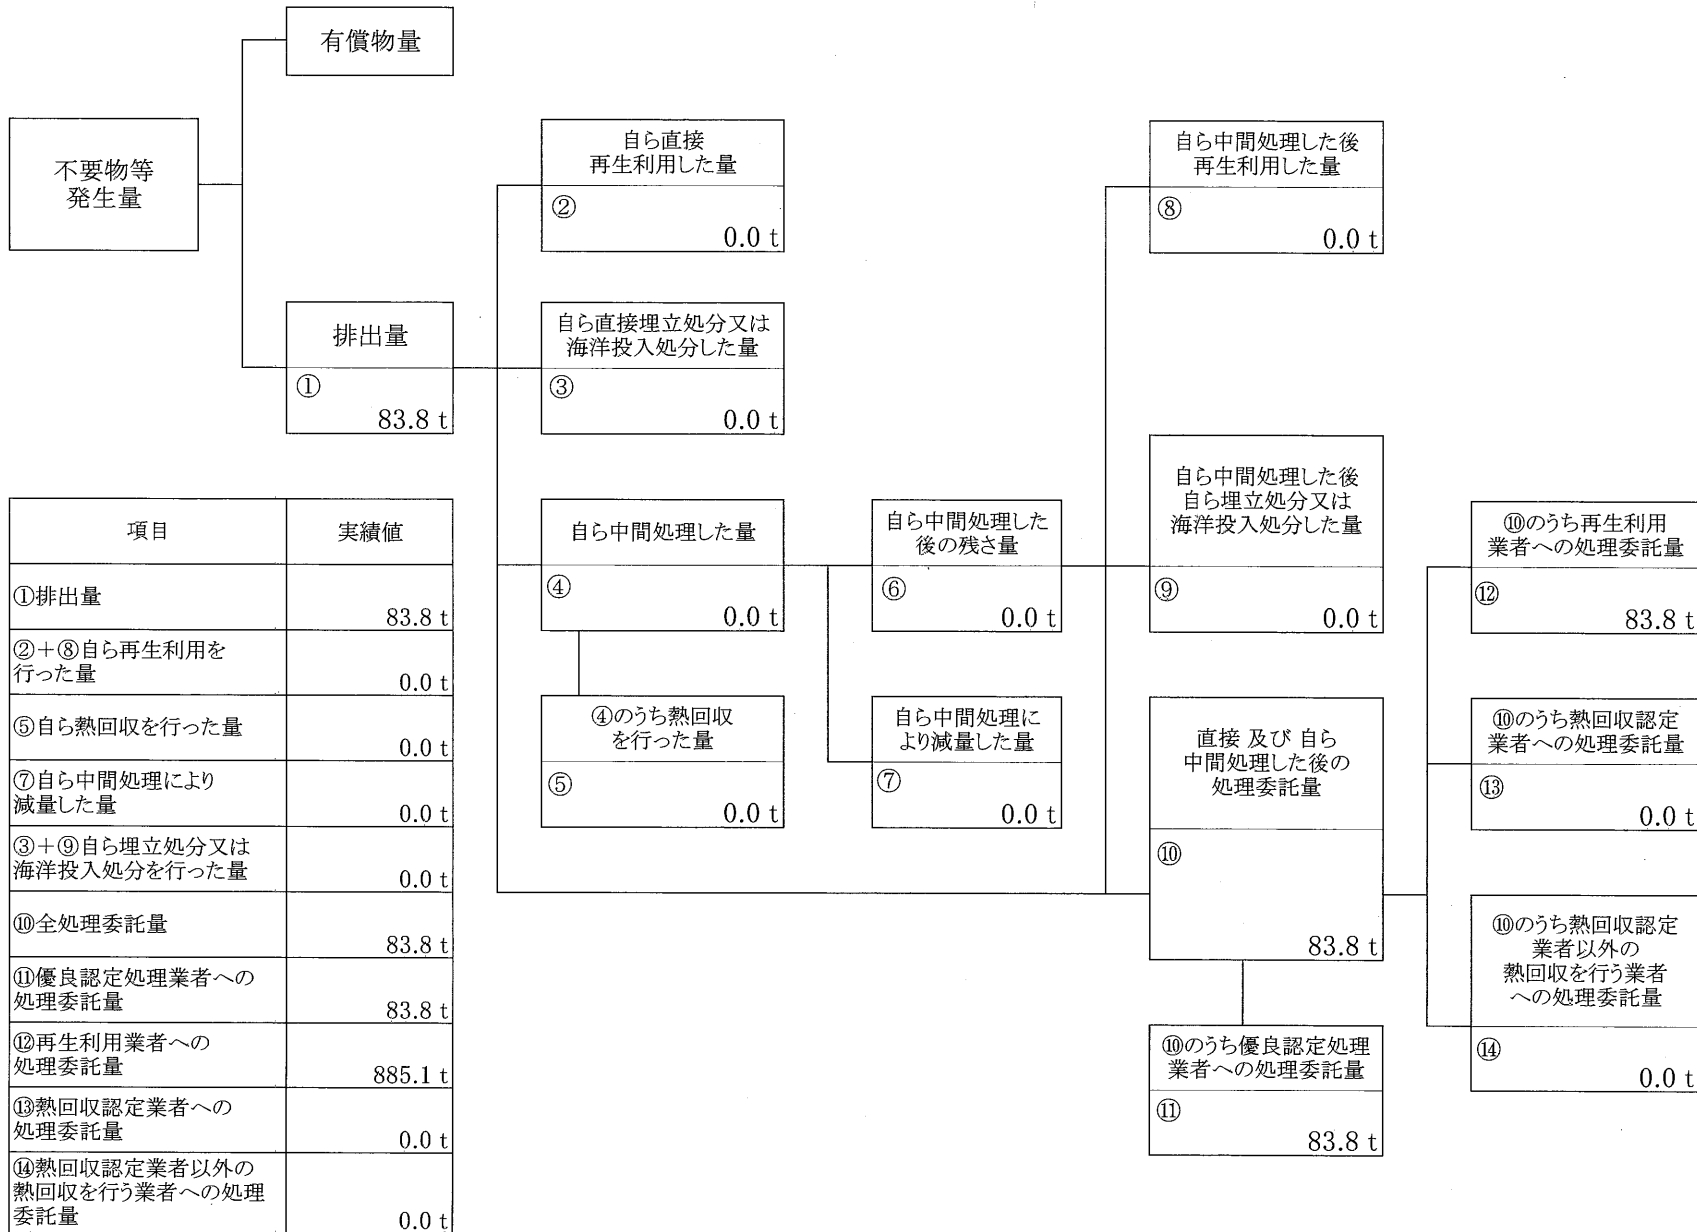 有償物量
不要物等
発生量
排出量
①
83.8 t
自ら直接
再生利用した量
②
0.0 t
自ら直接埋立処分又は
海洋投入処分した量
③
0.0 t
自ら中間処理した量
④
0.0 t
④のうち熱回収
を行った量
⑤
0.0 t
自ら中間処理した
後の残さ量
⑥
0.0 t
自ら中間処理に
より減量した量
⑦
0.0 t
自ら中間処理した後
再生利用した量
⑧
0.0 t
自ら中間処理した後
自ら埋立処分又は
海洋投入処分した量
⑨
0.0 t
直接 及び 自ら
中間処理した後の
処理委託量
⑩
83.8 t
⑩のうち優良認定処理
業者への処理委託量
⑪
83.8 t
⑩のうち再生利用
業者への処理委託量
⑫
83.8 t
⑩のうち熱回収認定
業者への処理委託量
⑬
0.0 t
⑩のうち熱回収認定
業者以外の
熱回収を行う業者
への処理委託量
⑭
0.0 t
項目 実績値
①排出量
83.8 t
②+⑧自ら再生利用を
行った量
0.0 t
⑤自ら熱回収を行った量
0.0 t
⑦自ら中間処理により
減量した量
0.0 t
③+⑨自ら埋立処分又は
海洋投入処分を行った量
0.0 t
⑩全処理委託量
83.8 t
⑪優良認定処理業者への
処理委託量
83.8 t
⑫再生利用業者への
処理委託量
885.1 t
⑬熱回収認定業者への
処理委託量
0.0 t
⑭熱回収認定業者以外の
熱回収を行う業者への処理
委託量
0.0 t